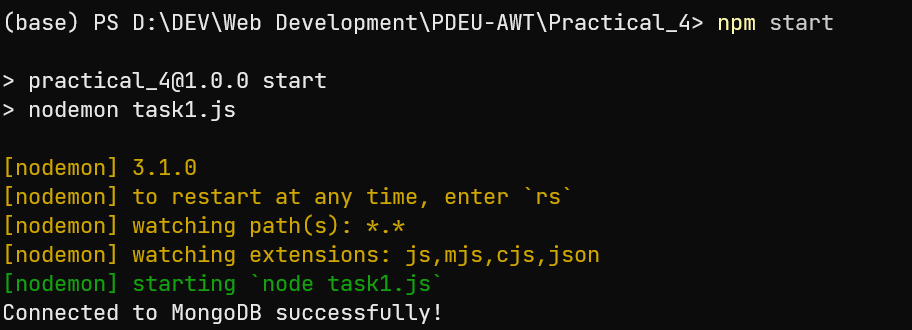 (base) PS D:\DEV\Web Development\PDEU-AWT\Practical_4> npm start
> practical_4@1.0.0 start
> nodemon task1.js
[nodemon] 3.1.0
[nodemon] to restart at any time, enter `rs`
[nodemon] watching path(s): *.*
[nodemon] watching extensions: js,mjs,cjs,json
[nodemon] starting `node task1.js`
Connected to MongoDB successfully!